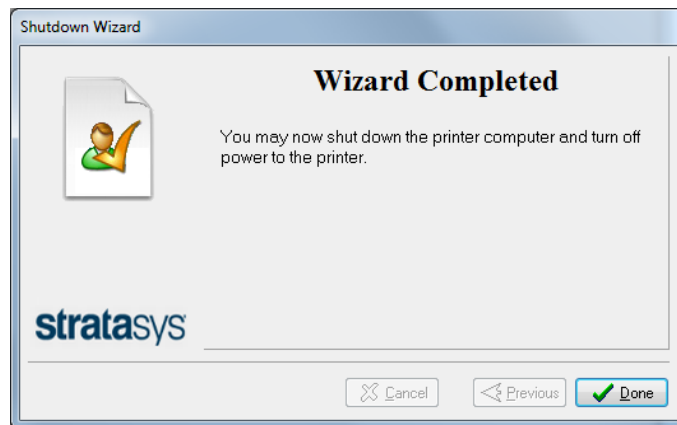 Shutdown Wizard
Wizard Completed
You may now shut down the printer computer and turn off
power to the printer.
stratasys
Cancel
Previous
Done